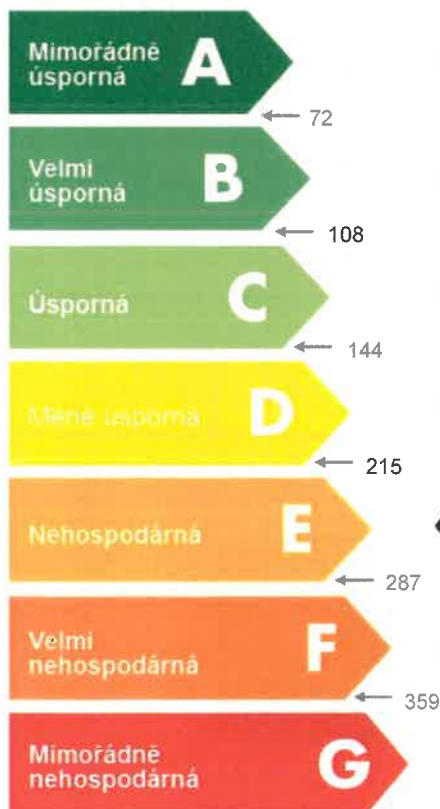 Mimořádně
úsporná
A
72
Velmi
úsporná
B
108
Úsporná
C
144
Méně úsporná
D
215
Nehospodárná
E
287
Velmi
nehospodárná
F
359
Mimořádně
nehospodárná
G